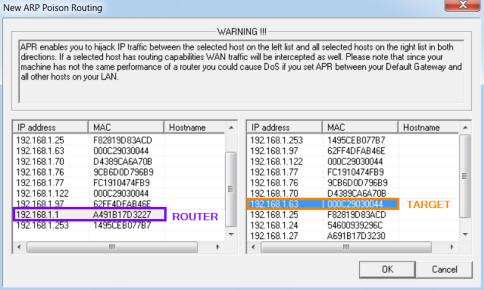 New ARP Poison Routing
WARNING !!!
APR enables you to hijack IP traffic between the selected host on the left list and all selected hosts on the right list in both
directions. If a selected host has routing capabilities WAN traffic will be intercepted as well. Please note that since your
machine has not the same performance of a router you could cause DoS if you set APR between your Default Gateway and
all other hosts on your LAN.
IP address MAC Hostname
192.168.1.25 F82819D83ACD
192.168.1.63 000C29030044
192.168.1.70 D4389CA6A70B
192.168.1.76 9CB6D0D796B9
192.168.1.77 FC1910474FB9
192.168.1.122 000C29030044
192.168.1.97 62FF4DFAB46E
192.168.1.1 A491B17D3227 ROUTER
192.168.1.253 1495CEB077B7
IP address MAC Hostname
192.168.1.253 1495CEB077B7
192.168.1.97 62FF4DFAB46E
192.168.1.122 000C29030044
192.168.1.77 FC1910474FB9
192.168.1.76 9CB6D0D796B9
192.168.1.70 D4389CA6A70B
192.168.1.63 000C29030044 TARGET
192.168.1.25 F82819D83ACD
192.168.1.24 54600939296C
192.168.1.27 A691B17D3230
OK Cancel